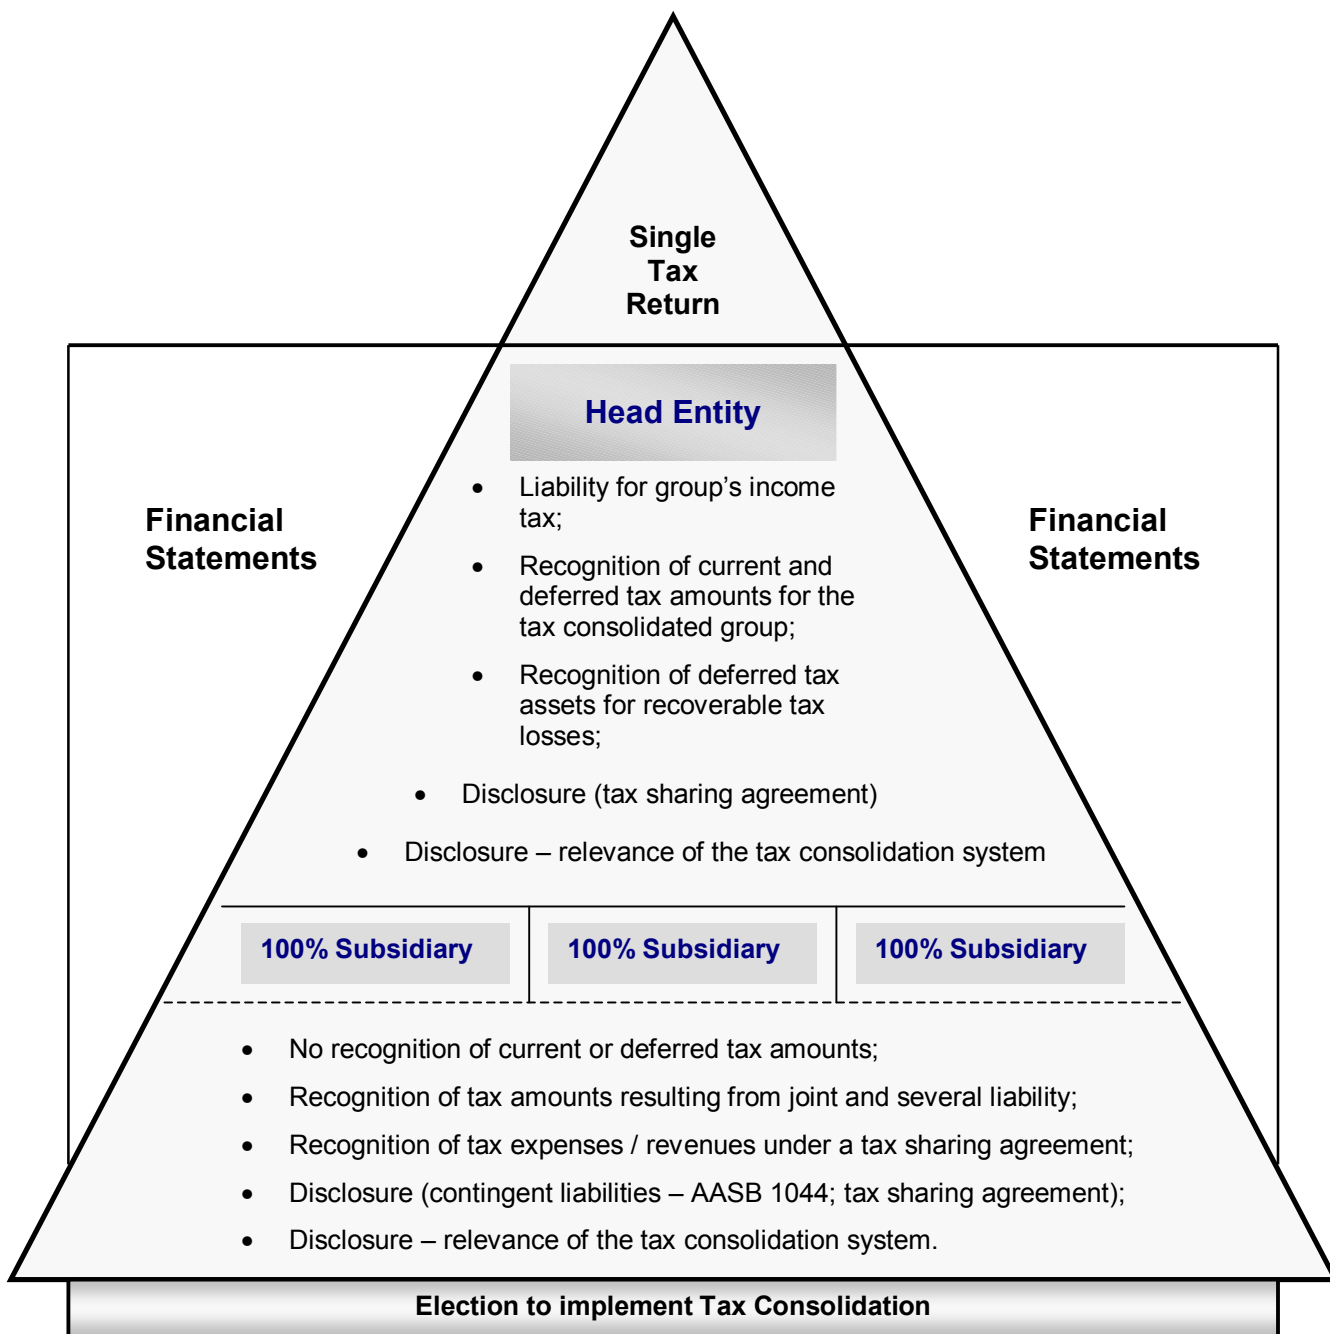 Single
Tax
Return
Head Entity
Financial
Statements
• Liability for group’s income
tax;
• Recognition of current and
deferred tax amounts for the
tax consolidated group;
• Recognition of deferred tax
assets for recoverable tax
losses;
• Disclosure (tax sharing agreement)
• Disclosure – relevance of the tax consolidation system
Financial
Statements
100% Subsidiary
100% Subsidiary
100% Subsidiary
• No recognition of current or deferred tax amounts;
• Recognition of tax amounts resulting from joint and several liability;
• Recognition of tax expenses / revenues under a tax sharing agreement;
• Disclosure (contingent liabilities – AASB 1044; tax sharing agreement);
• Disclosure – relevance of the tax consolidation system.
Election to implement Tax Consolidation